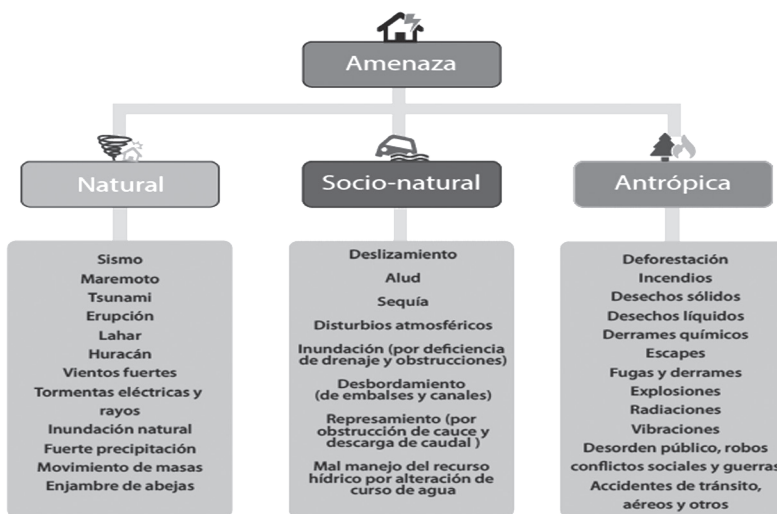 Amenaza
Natural
Socio-natural
Antrópica
Sismo
Maremoto
Tsunami
Erupción
Lahar
Huracán
Vientos fuertes
Tormentas eléctricas y
rayos
Inundación natural
Fuerte precipitación
Movimiento de masas
Enjambre de abejas
Deslizamiento
Alud
Sequía
Disturbios atmosféricos
Inundación (por deficiencia
de drenaje y obstrucciones)
Desbordamiento
(de embalses y canales)
Represamiento (por
obstrucción de cauce y
descarga de caudal )
Mal manejo del recurso
hídrico por alteración de
curso de agua
Deforestación
Incendios
Desechos sólidos
Desechos líquidos
Derrames químicos
Escapes
Fugas y derrames
Explosiones
Radiaciones
Vibraciones
Desorden público, robos
conflictos sociales y guerras
Accidentes de tránsito,
aéreos y otros